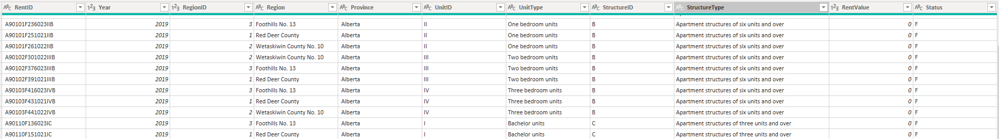 ABC RentID 123 Year 123 RegionID ABC Region ABC Province ABC UnitID ABC UnitType ABC StructureID ABC StructureType 123 RentValue ABC Status
A90101F236023IIB 2019 3 Foothills No. 13 Alberta II One bedroom units B Apartment structures of six units and over 0 F
A90101F251021IIB 2019 1 Red Deer County Alberta II One bedroom units B Apartment structures of six units and over 0 F
A90101F261022IIB 2019 2 Wetaskiwin County No. 10 Alberta II One bedroom units B Apartment structures of six units and over 0 F
A90102F301022IIIB 2019 2 Wetaskiwin County No. 10 Alberta III Two bedroom units B Apartment structures of six units and over 0 F
A90102F376023IIIB 2019 3 Foothills No. 13 Alberta III Two bedroom units B Apartment structures of six units and over 0 F
A90102F391021IIIB 2019 1 Red Deer County Alberta III Two bedroom units B Apartment structures of six units and over 0 F
A90103F416023IVB 2019 3 Foothills No. 13 Alberta IV Three bedroom units B Apartment structures of six units and over 0 F
A90103F431021IVB 2019 1 Red Deer County Alberta IV Three bedroom units B Apartment structures of six units and over 0 F
A90103F441022IVB 2019 2 Wetaskiwin County No. 10 Alberta IV Three bedroom units B Apartment structures of six units and over 0 F
A90110F136023IC 2019 3 Foothills No. 13 Alberta I Bachelor units C Apartment structures of three units and over 0 F
A90110F151021IC 2019 1 Red Deer County Alberta I Bachelor units C Apartment structures of three units and over 0 F